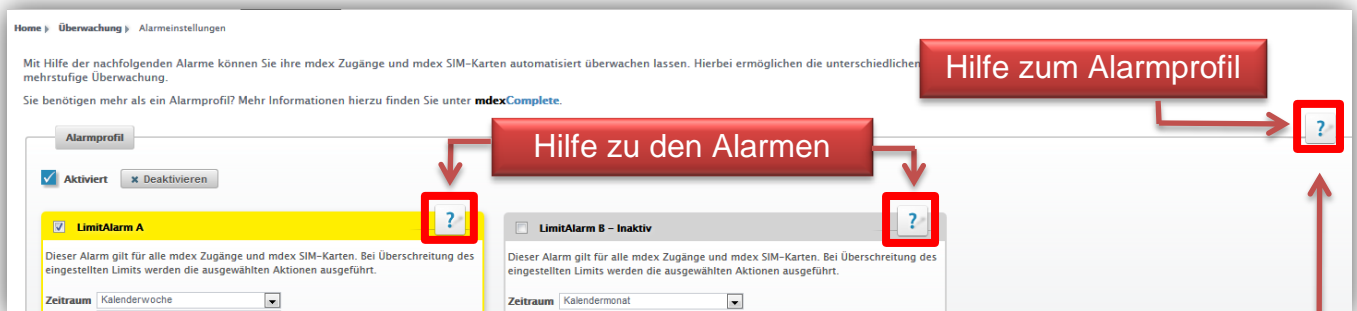 Home Überwachung Alarmeinstellungen
Mit Hilfe der nachfolgenden Alarme können Sie ihre mdex Zugänge und mdex SIM-Karten automatisiert überwachen lassen. Hierbei ermöglichen die unterschiedlichen
mehrstufige Überwachung.
Hilfe zum Alarmprofil
Sie benötigen mehr als ein Alarmprofil? Mehr Informationen hierzu finden Sie unter mdexComplete.
?
Alarmprofil
Hilfe zu den Alarmen
Aktiviert × Deaktivieren
?
?
LimitAlarm A
LimitAlarm B – Inaktiv
Dieser Alarm gilt für alle mdex Zugänge und mdex SIM-Karten. Bei Überschreitung des
eingestellten Limits werden die ausgewählten Aktionen ausgeführt.
Zeitraum Kalenderwoche
Dieser Alarm gilt für alle mdex Zugänge und mdex SIM-Karten. Bei Überschreitung des
eingestellten Limits werden die ausgewählten Aktionen ausgeführt.
Zeitraum Kalendermonat